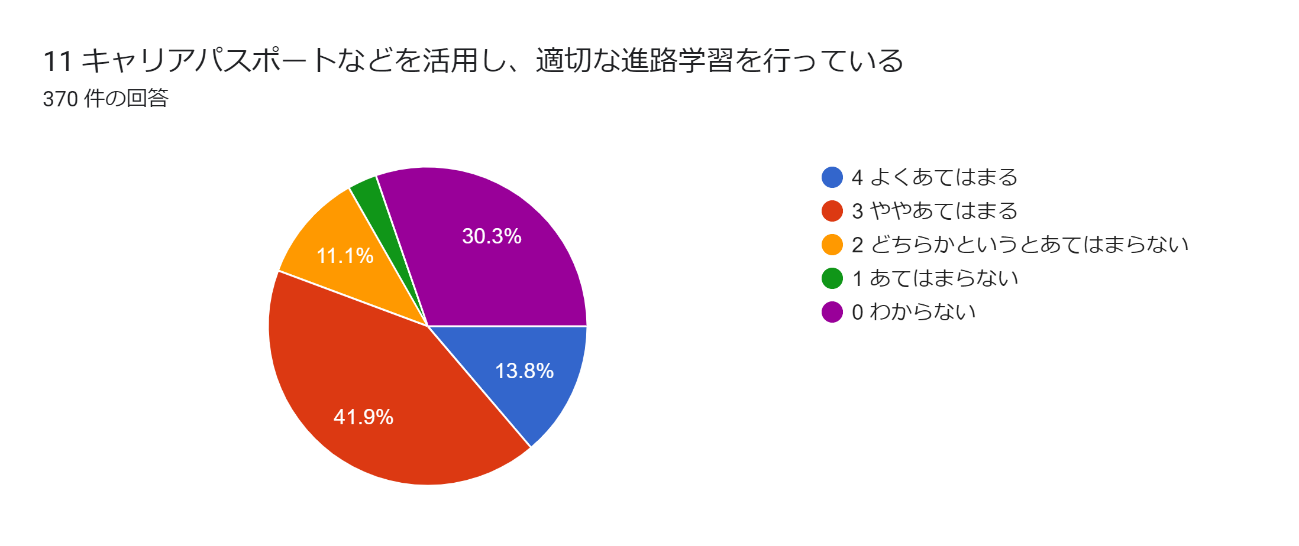 11 キャリアパスポートなどを活用し、適切な進路学習を行っている
370 件の回答
4 よくあてはまる
3 ややあてはまる
2 どちらかというとあてはまらない
1 あてはまらない
0 わからない
30.3%
11.1%
13.8%
41.9%